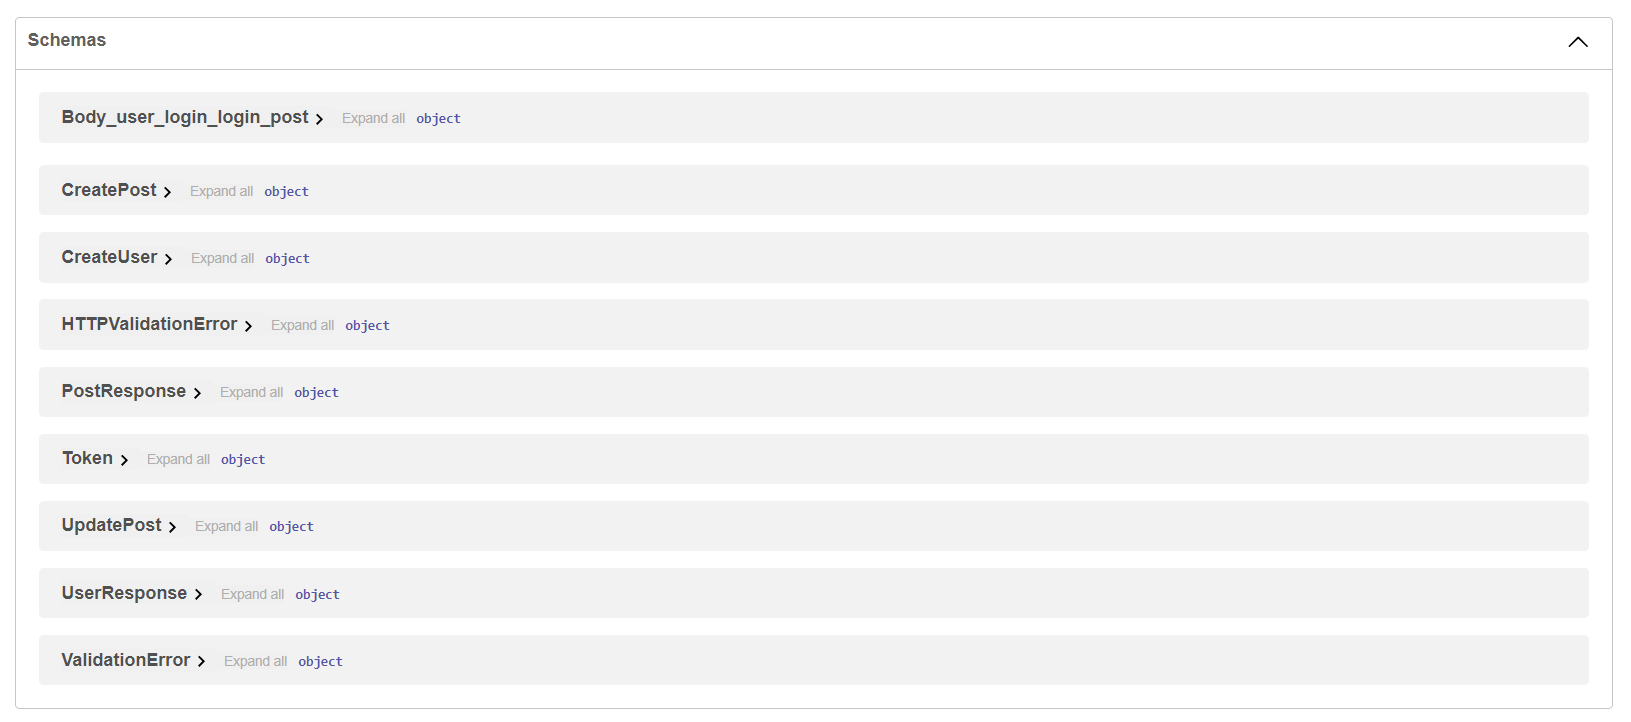 Schemas
Body_user_login_login_post Expand all object
CreatePost Expand all object
CreateUser Expand all object
HTTPValidationError Expand all object
PostResponse Expand all object
Token Expand all object
UpdatePost Expand all object
UserResponse Expand all object
ValidationError Expand all object